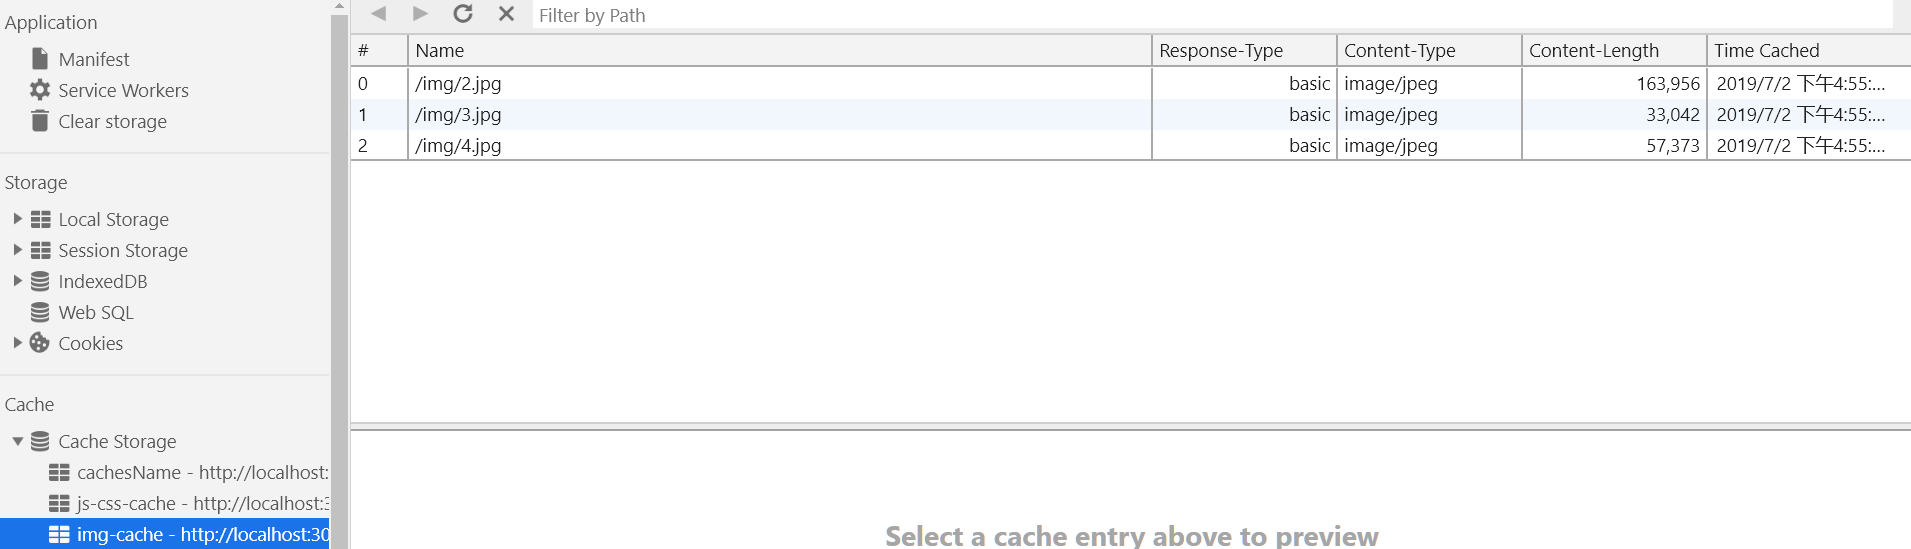 Application
Manifest
Service Workers
Clear storage
Storage
Local Storage
Session Storage
IndexedDB
Web SQL
Cookies
Cache
Cache Storage
cachesName - http://localhost:
js-css-cache - http://localhost:3
img-cache - http://localhost:30
Filter by Path
# Name Response-Type Content-Type Content-Length Time Cached
0 /img/2.jpg basic image/jpeg 163,956 2019/7/2 下午4:55:...
1 /img/3.jpg basic image/jpeg 33,042 2019/7/2 下午4:55:...
2 /img/4.jpg basic image/jpeg 57,373 2019/7/2 下午4:55:...
Select a cache entry above to preview